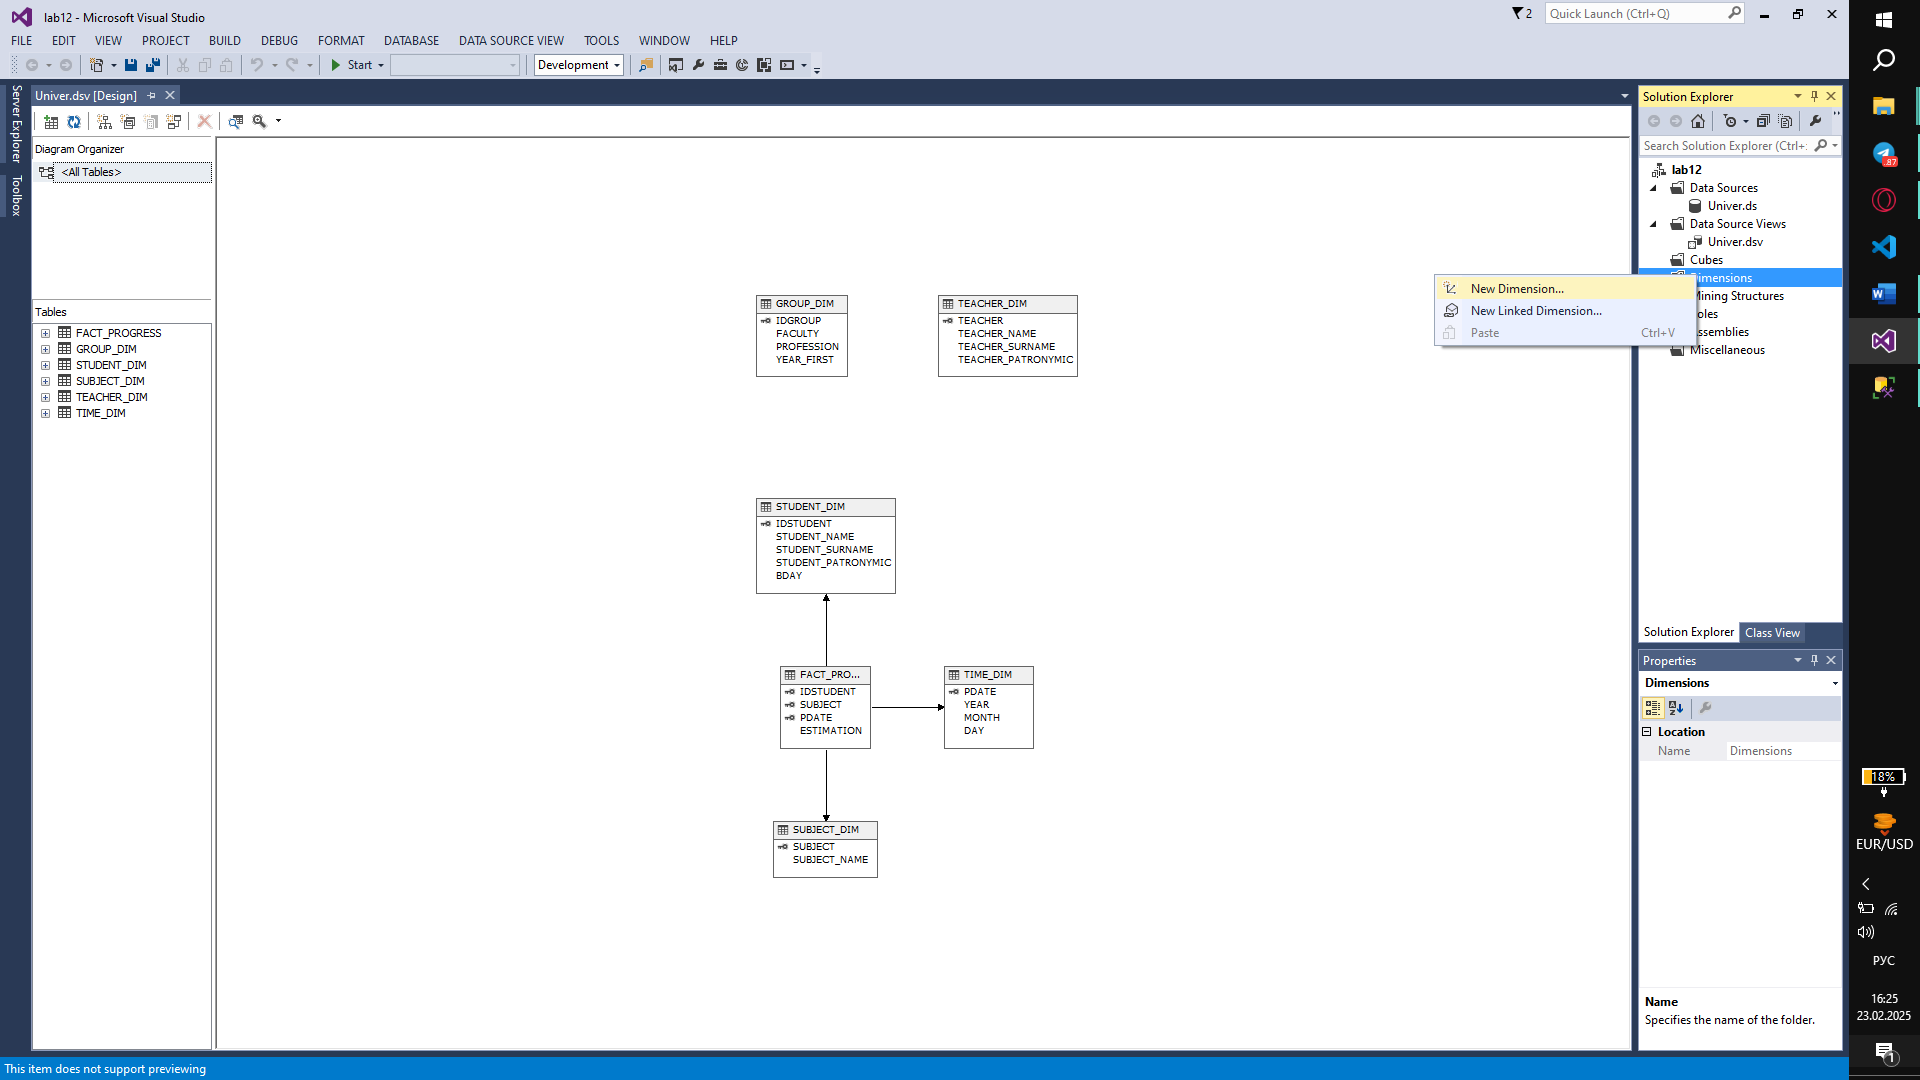 lab12 - Microsoft Visual Studio
2
Quick Launch (Ctrl+Q)
FILE EDIT VIEW PROJECT BUILD DEBUG FORMAT DATABASE DATA SOURCE VIEW TOOLS WINDOW HELP
Start
Development
Server Explorer
Toolbox
Univer.dsv [Design]
Diagram Organizer
<All Tables>
Tables
FACT_PROGRESS
GROUP_DIM
STUDENT_DIM
SUBJECT_DIM
TEACHER_DIM
TIME_DIM
GROUP_DIM
IDGROUP
FACULTY
PROFESSION
YEAR_FIRST
TEACHER_DIM
TEACHER
TEACHER_NAME
TEACHER_SURNAME
TEACHER_PATRONYMIC
STUDENT_DIM
IDSTUDENT
STUDENT_NAME
STUDENT_SURNAME
STUDENT_PATRONYMIC
BDAY
FACT_PRO...
IDSTUDENT
SUBJECT
PDATE
ESTIMATION
TIME_DIM
PDATE
YEAR
MONTH
DAY
SUBJECT_DIM
SUBJECT
SUBJECT_NAME
New Dimension...
New Linked Dimension...
Paste Ctrl+V
Solution Explorer
Search Solution Explorer (Ctrl+;
lab12
Data Sources
Univer.ds
Data Source Views
Univer.dsv
Cubes
Dimensions
Mining Structures
oles
ssemblies
Miscellaneous
Solution Explorer Class View
Properties
Dimensions
Location
Name Dimensions
Name
Specifies the name of the folder.
This item does not support previewing
87
18%
EUR/USD
РУС
16:25
23.02.2025
1